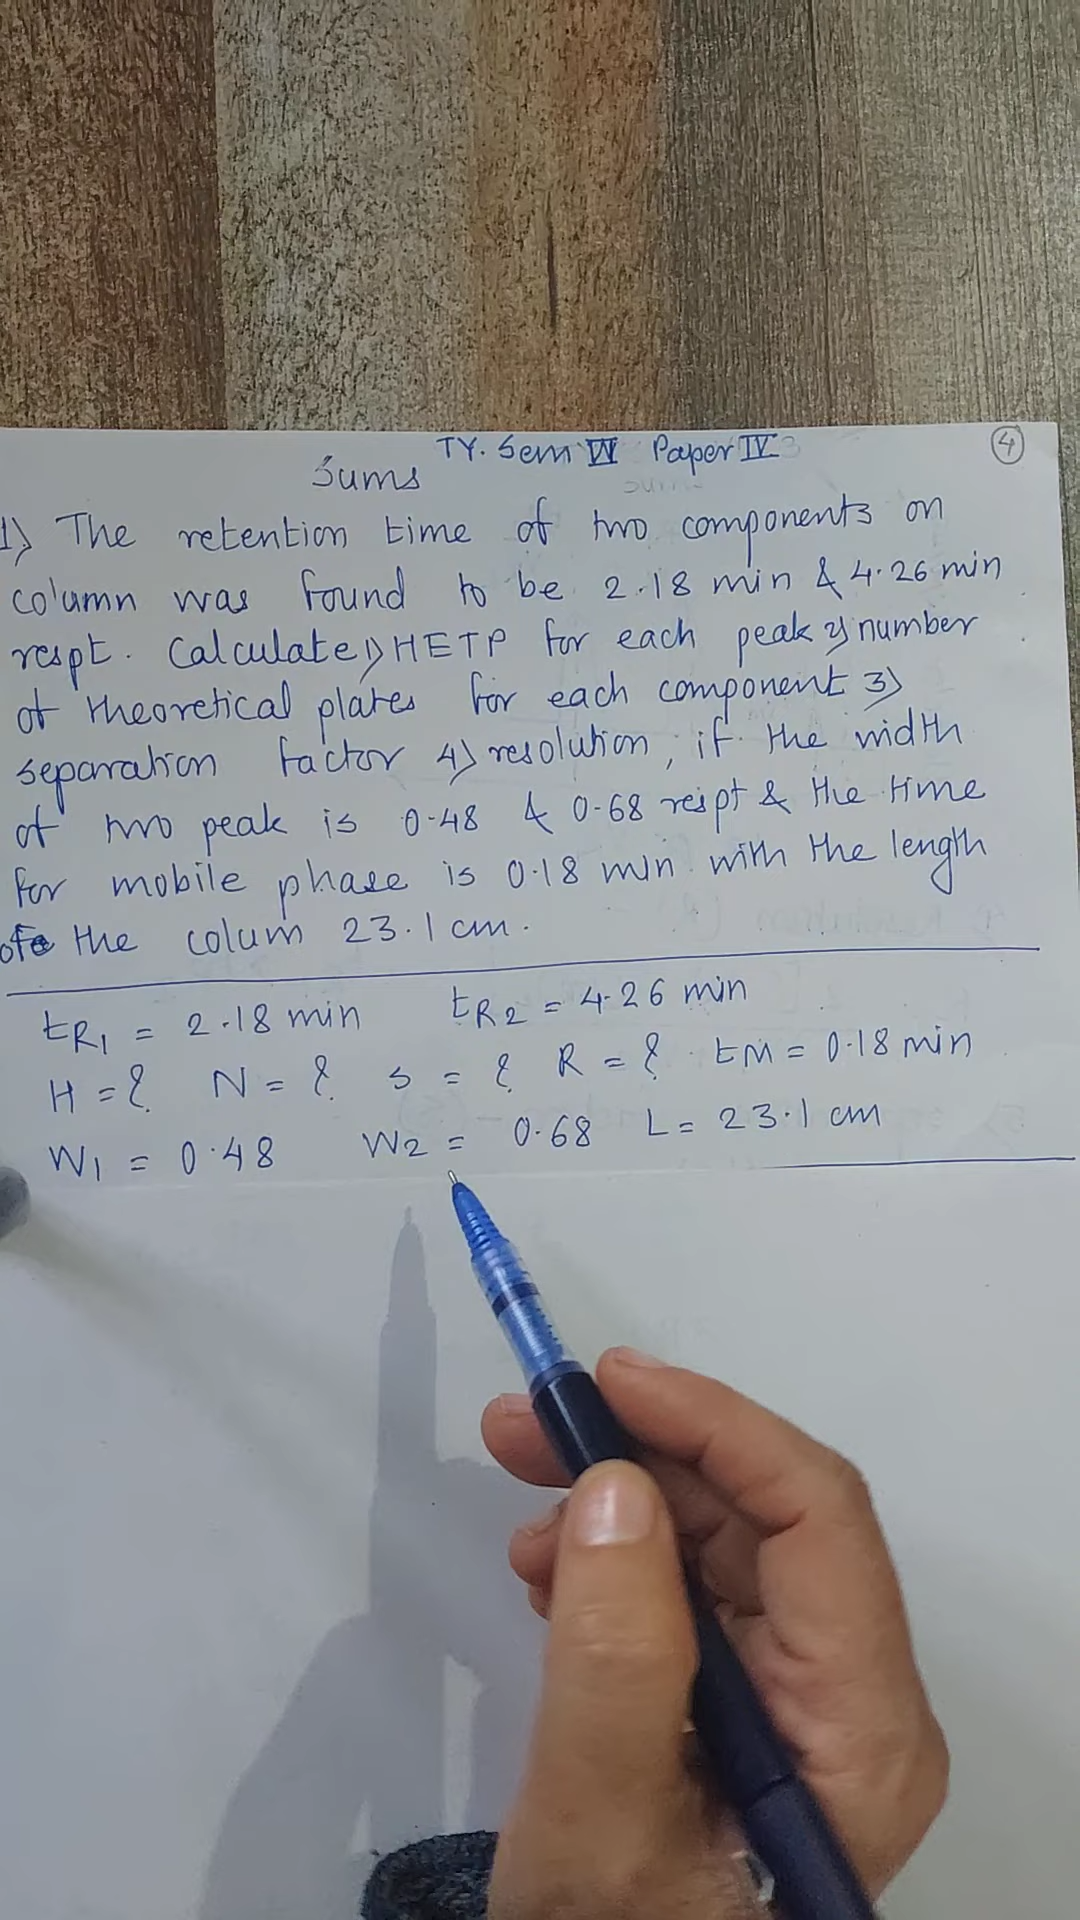 TY. Sem VI Paper IV
4
Sums
1) The retention time of two components on
column was found to be 2.18 min & 4.26 min
respt. Calculate 1) HETP for each peak 2) number
of theoretical plates for each component 3)
separation factor 4) resolution, if the width
of two peak is 0.48 & 0.68 respt & the time
for mobile phase is 0.18 min with the length
of the colum 23.1 cm.
tR1 = 2.18 min tR2 = 4.26 min
H = ? N = ? S = ? R = ? tM = 0.18 min
W1 = 0.48 W2 = 0.68 L = 23.1 cm